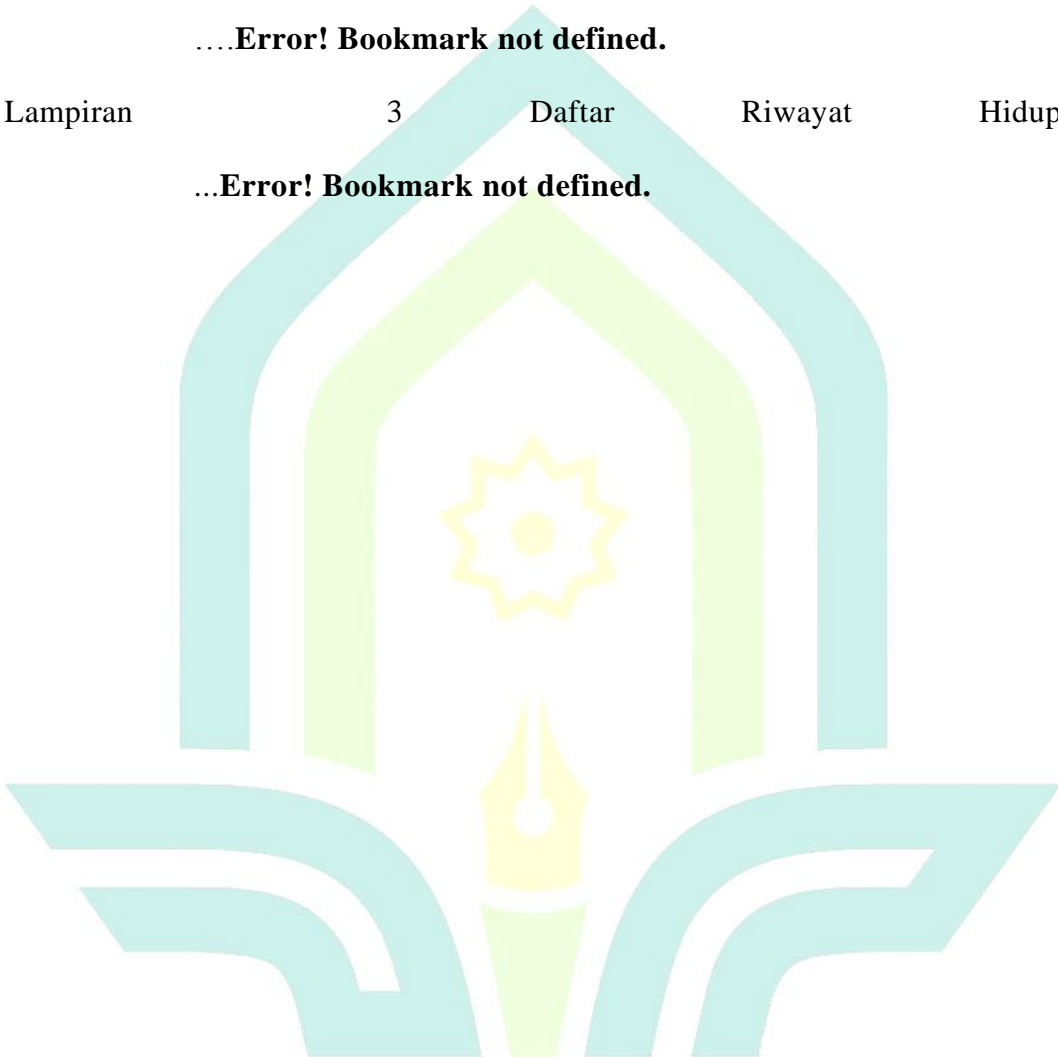 ….Error! Bookmark not defined.
Lampiran 3 Daftar Riwayat Hidup
...Error! Bookmark not defined.